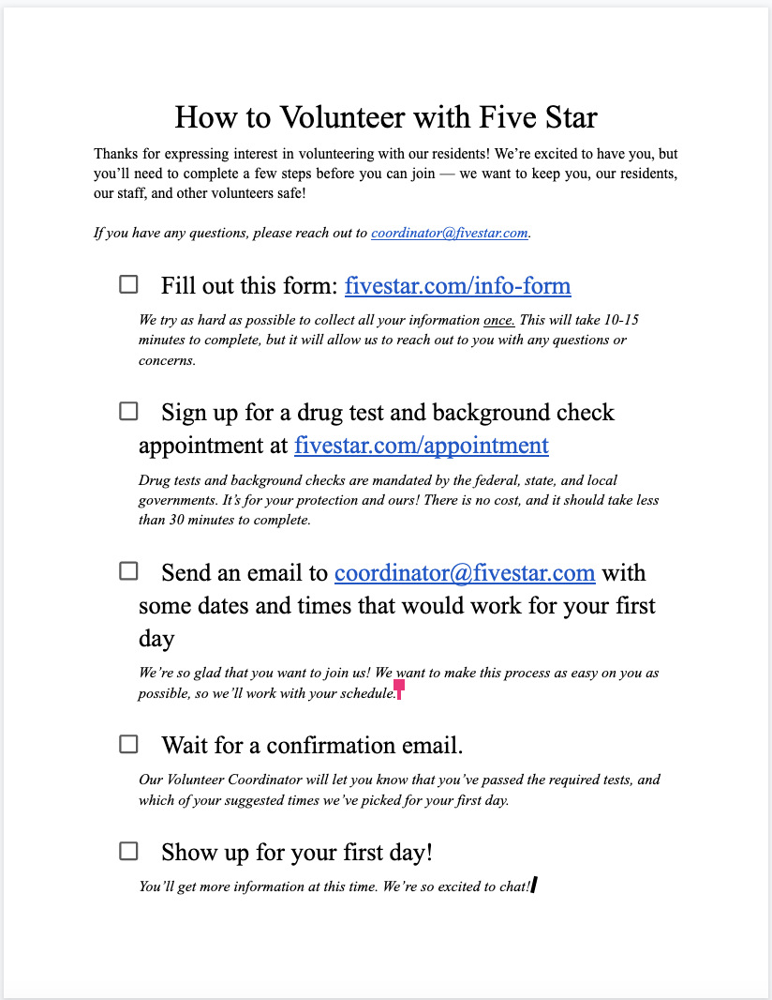 How to Volunteer with Five Star
Thanks for expressing interest in volunteering with our residents! We’re excited to have you, but
you’ll need to complete a few steps before you can join — we want to keep you, our residents,
our staff, and other volunteers safe!
If you have any questions, please reach out to coordinator@fivestar.com.
Fill out this form: fivestar.com/info-form
We try as hard as possible to collect all your information once. This will take 10-15
minutes to complete, but it will allow us to reach out to you with any questions or
concerns.
Sign up for a drug test and background check
appointment at fivestar.com/appointment
Drug tests and background checks are mandated by the federal, state, and local
governments. It’s for your protection and ours! There is no cost, and it should take less
than 30 minutes to complete.
Send an email to coordinator@fivestar.com with
some dates and times that would work for your first
day
We’re so glad that you want to join us! We want to make this process as easy on you as
possible, so we’ll work with your schedule.
Wait for a confirmation email.
Our Volunteer Coordinator will let you know that you’ve passed the required tests, and
which of your suggested times we’ve picked for your first day.
Show up for your first day!
You’ll get more information at this time. We’re so excited to chat!